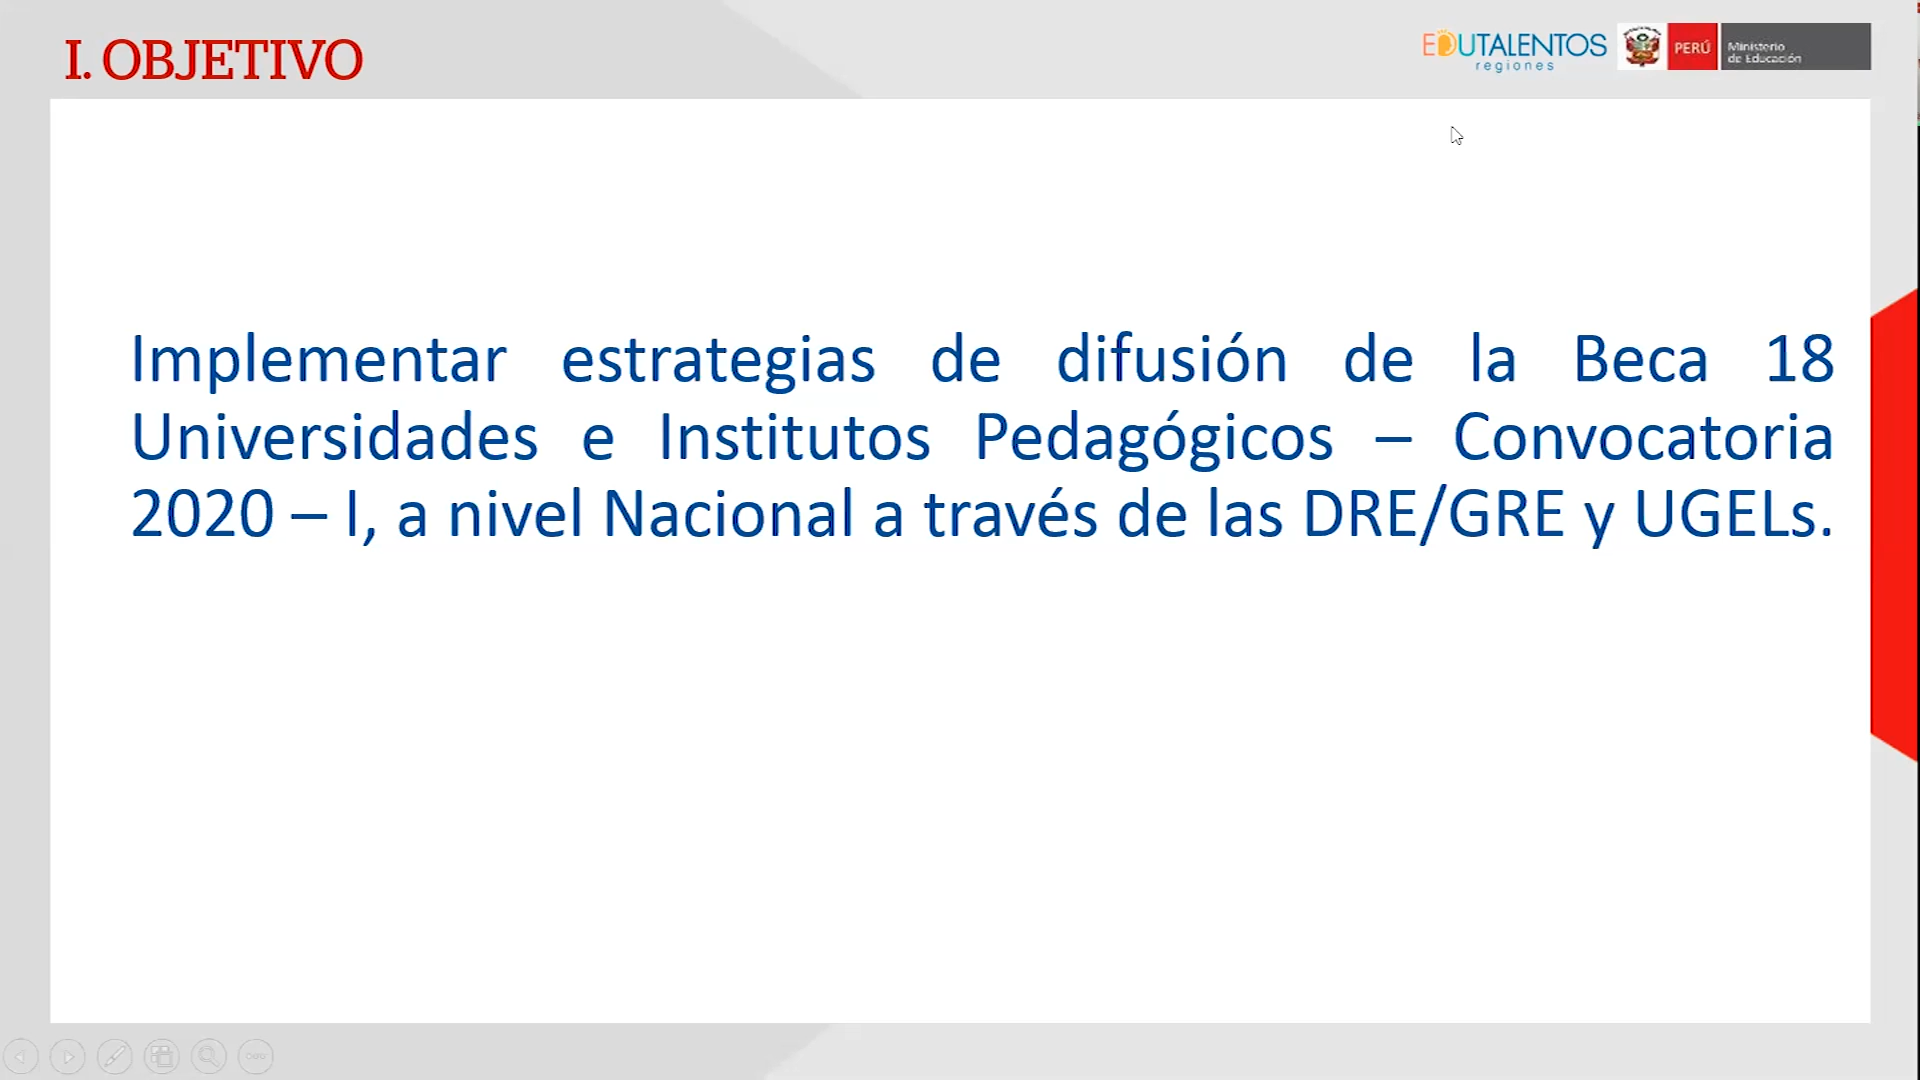 I. OBJETIVO
EDUTALENTOS
regiones
PERÚ
Ministerio
de Educación
Implementar estrategias de difusión de la Beca 18
Universidades e Institutos Pedagógicos – Convocatoria
2020 – I, a nivel Nacional a través de las DRE/GRE y UGELs.